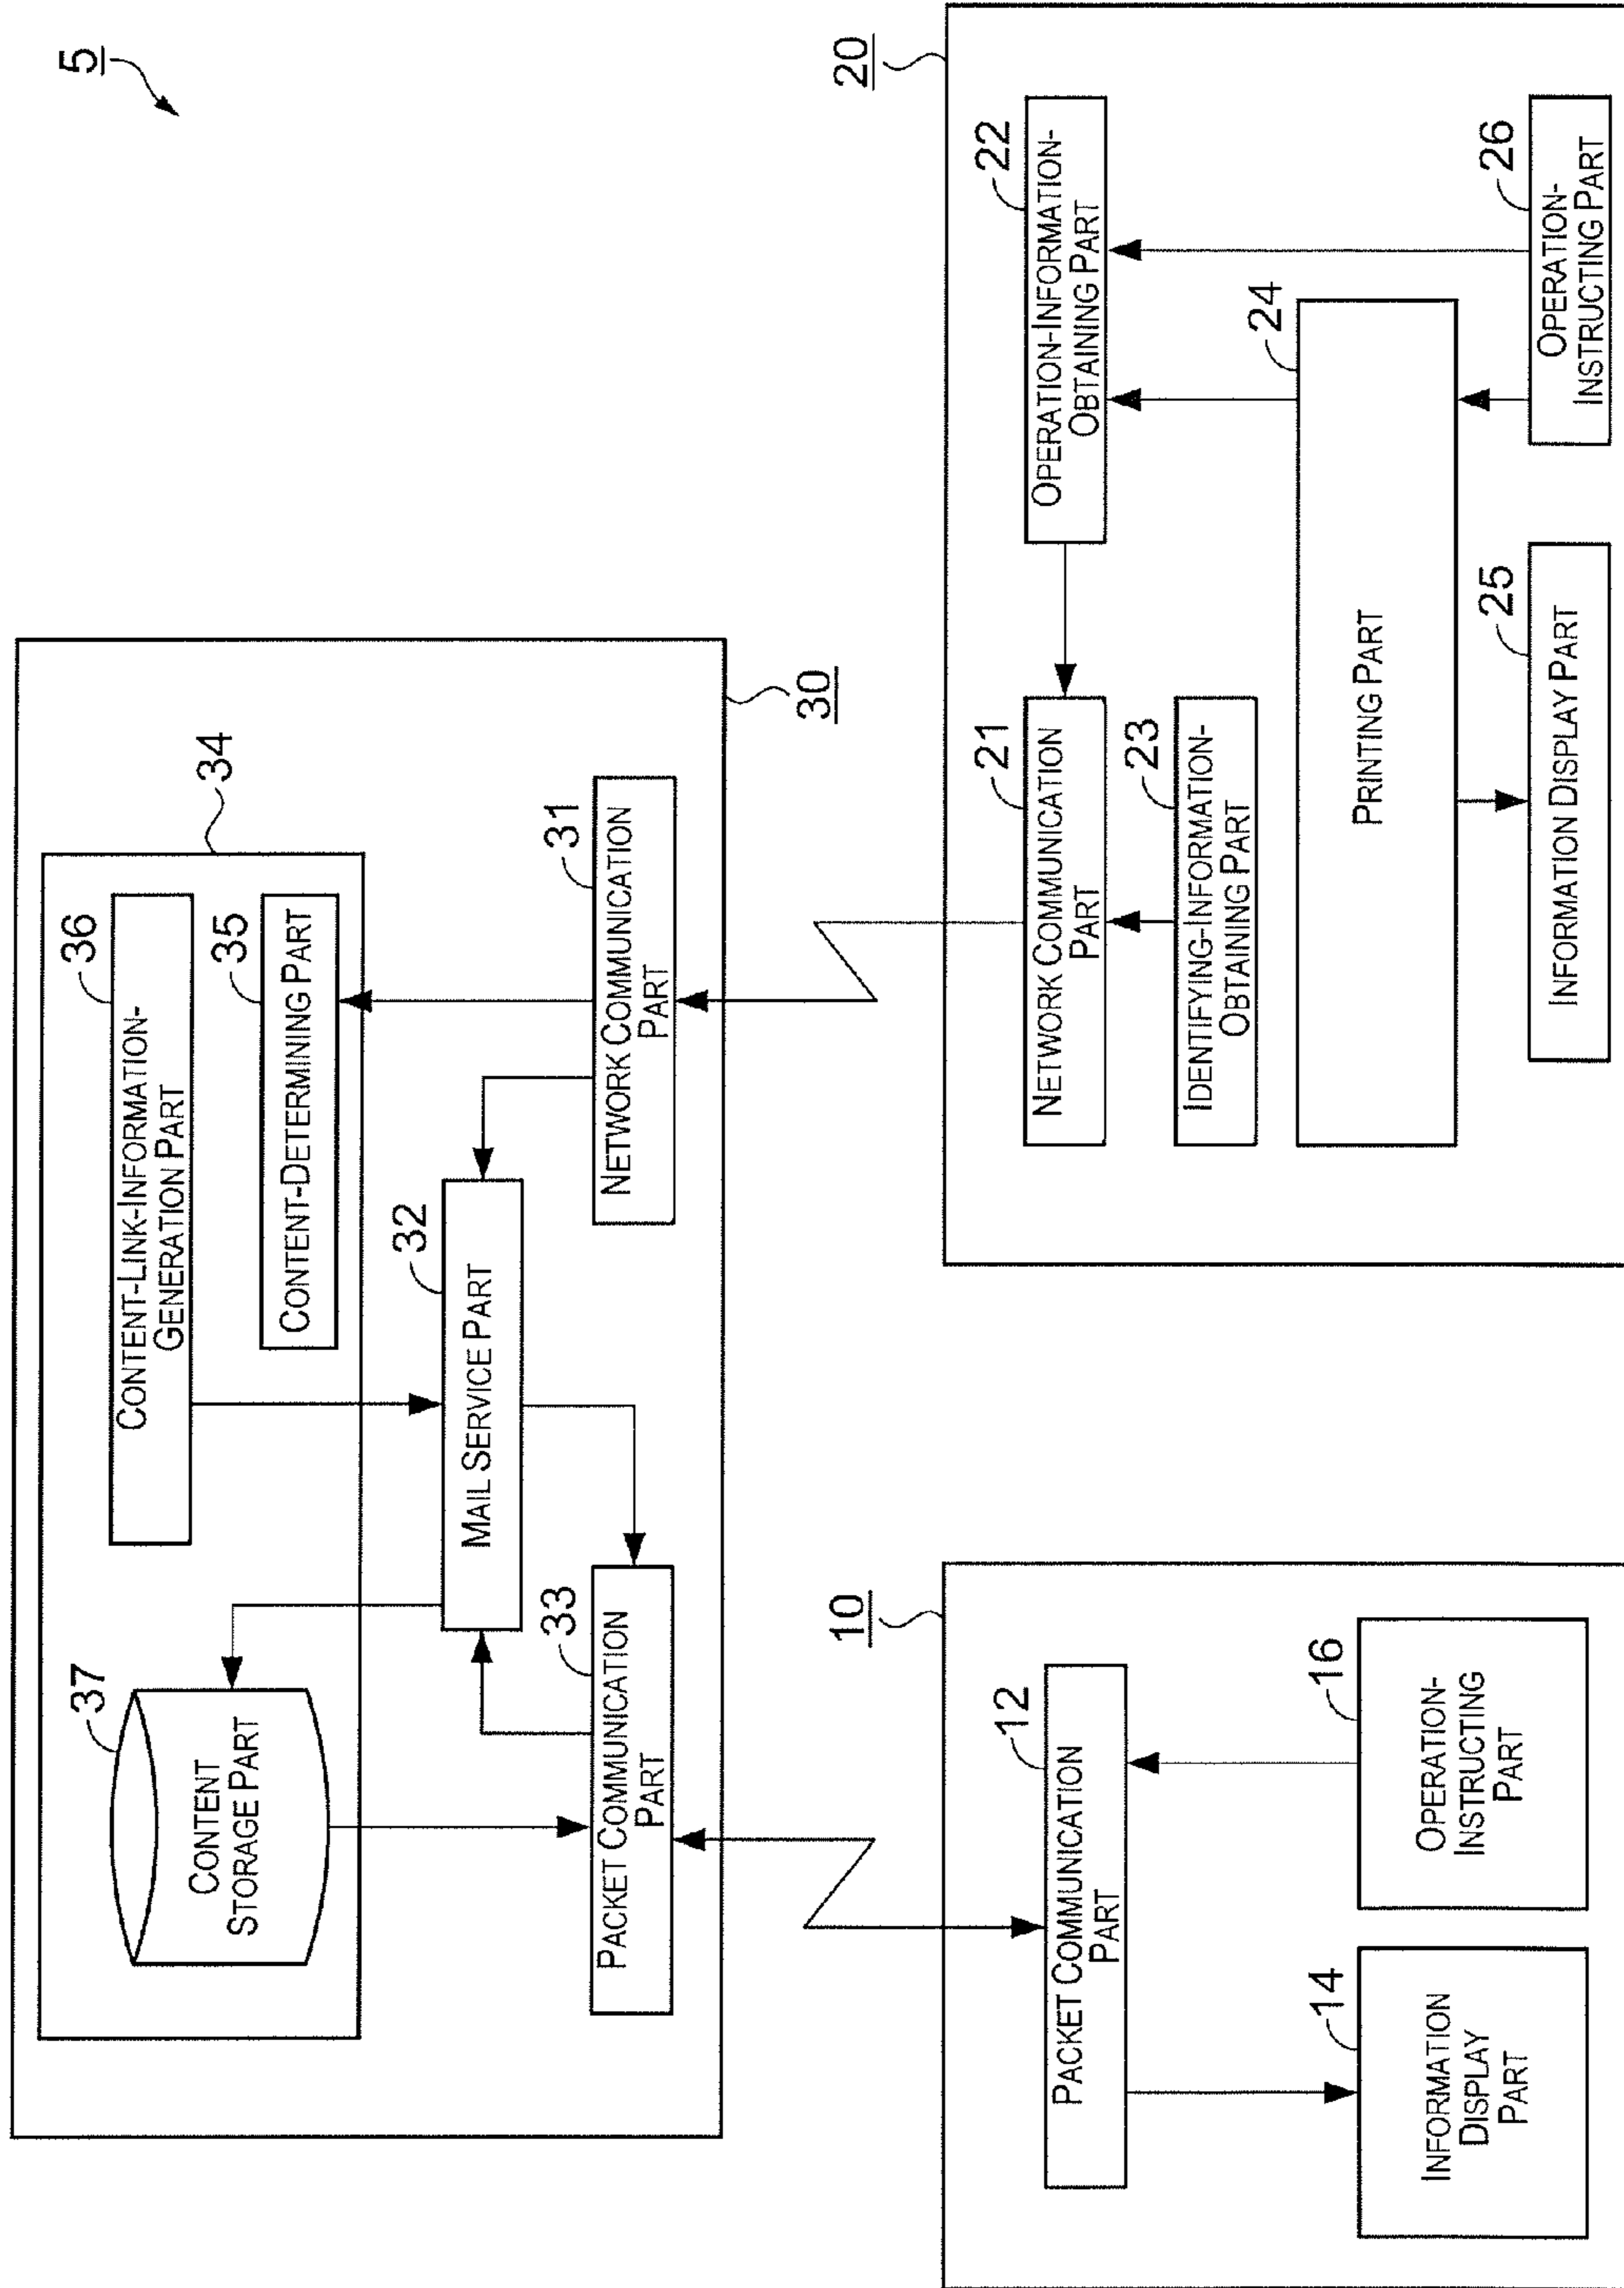 5
30
34
37
CONTENT
STORAGE PART
36
CONTENT-LINK-INFORMATION-
GENERATION PART
35
CONTENT-DETERMINING PART
32
MAIL SERVICE PART
33
PACKET COMMUNICATION
PART
31
NETWORK COMMUNICATION
PART
10
12
PACKET COMMUNICATION
PART
14
INFORMATION
DISPLAY
PART
16
OPERATION-
INSTRUCTING
PART
20
21
NETWORK COMMUNICATION
PART
22
OPERATION-INFORMATION-
OBTAINING PART
23
IDENTIFYING-INFORMATION-
OBTAINING PART
24
PRINTING PART
25
INFORMATION DISPLAY PART
26
OPERATION-
INSTRUCTING PART